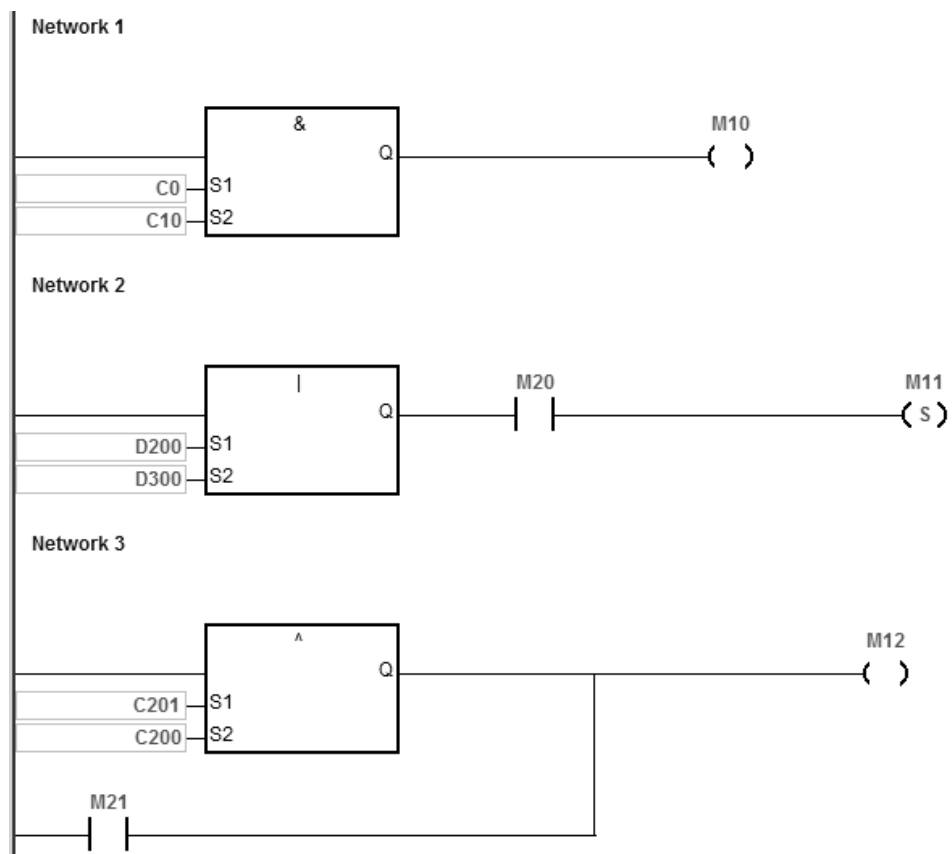 Network 1
&
M10
Q
C0
S1
C10
S2
Network 2
|
M20
M11
Q
( S )
D200
S1
D300
S2
Network 3
^
M12
Q
C201
S1
C200
S2
M21